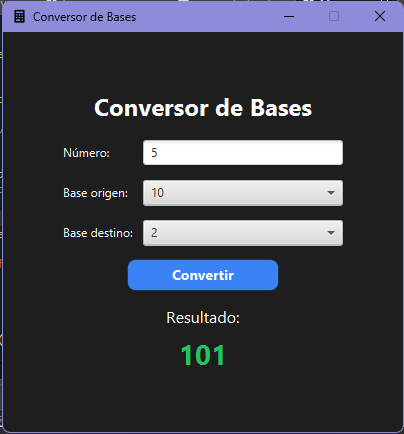 Conversor de Bases
Conversor de Bases
Número: 5
Base origen: 10
Base destino: 2
Convertir
Resultado:
101